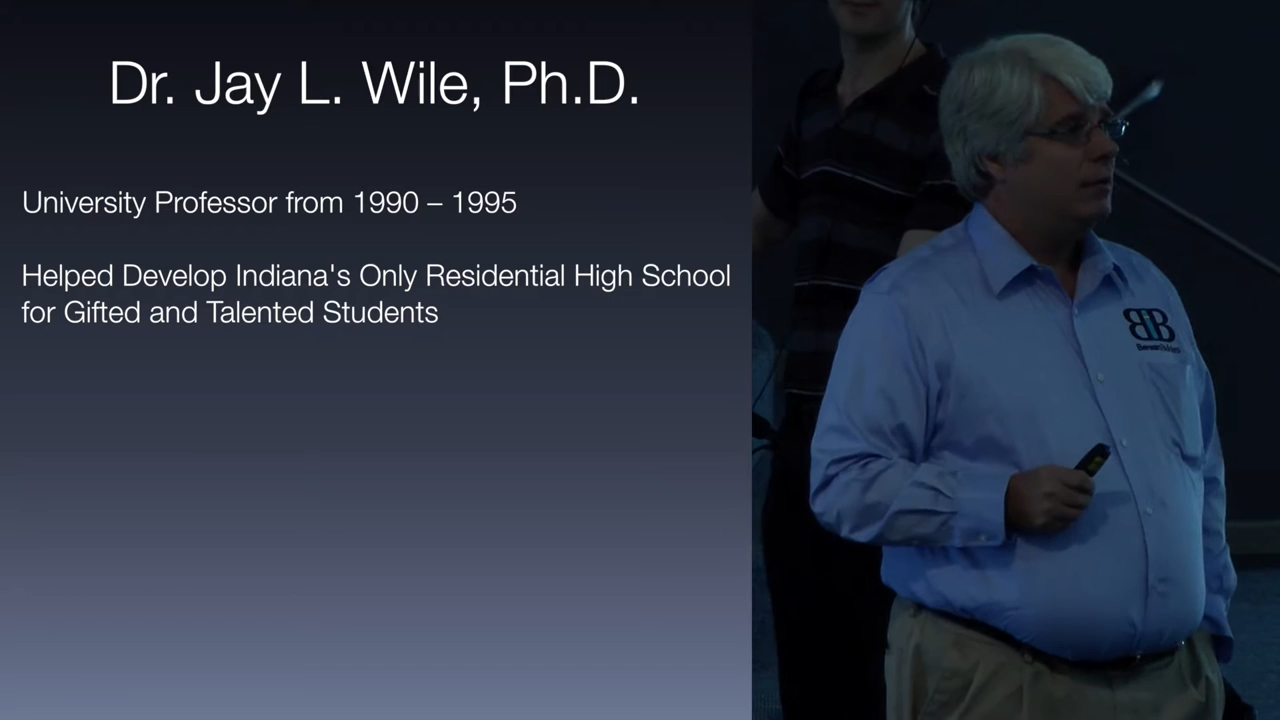 Dr. Jay L. Wile, Ph.D.
University Professor from 1990 – 1995
Helped Develop Indiana's Only Residential High School
for Gifted and Talented Students